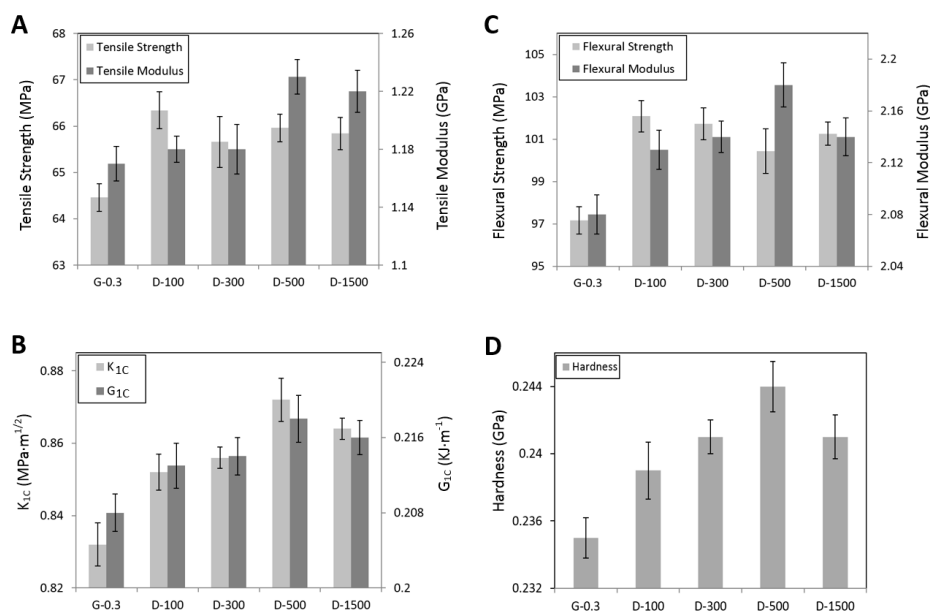 A
Tensile Strength (MPa)
68
67
66
65
64
63
Tensile Strength
Tensile Modulus
1.26
1.22
1.18
1.14
1.1
Tensile Modulus (GPa)
G-0.3 D-100 D-300 D-500 D-1500
C
Flexural Strength (MPa)
105
103
101
99
97
95
Flexural Strength
Flexural Modulus
2.2
2.16
2.12
2.08
2.04
Flexural Modulus (GPa)
G-0.3 D-100 D-300 D-500 D-1500
B
K1C (MPa·m1/2)
0.88
0.86
0.84
0.82
K1C
G1C
0.224
0.216
0.208
0.2
G1C (KJ·m-1)
G-0.3 D-100 D-300 D-500 D-1500
D
Hardness (GPa)
0.244
0.24
0.236
0.232
Hardness
G-0.3 D-100 D-300 D-500 D-1500